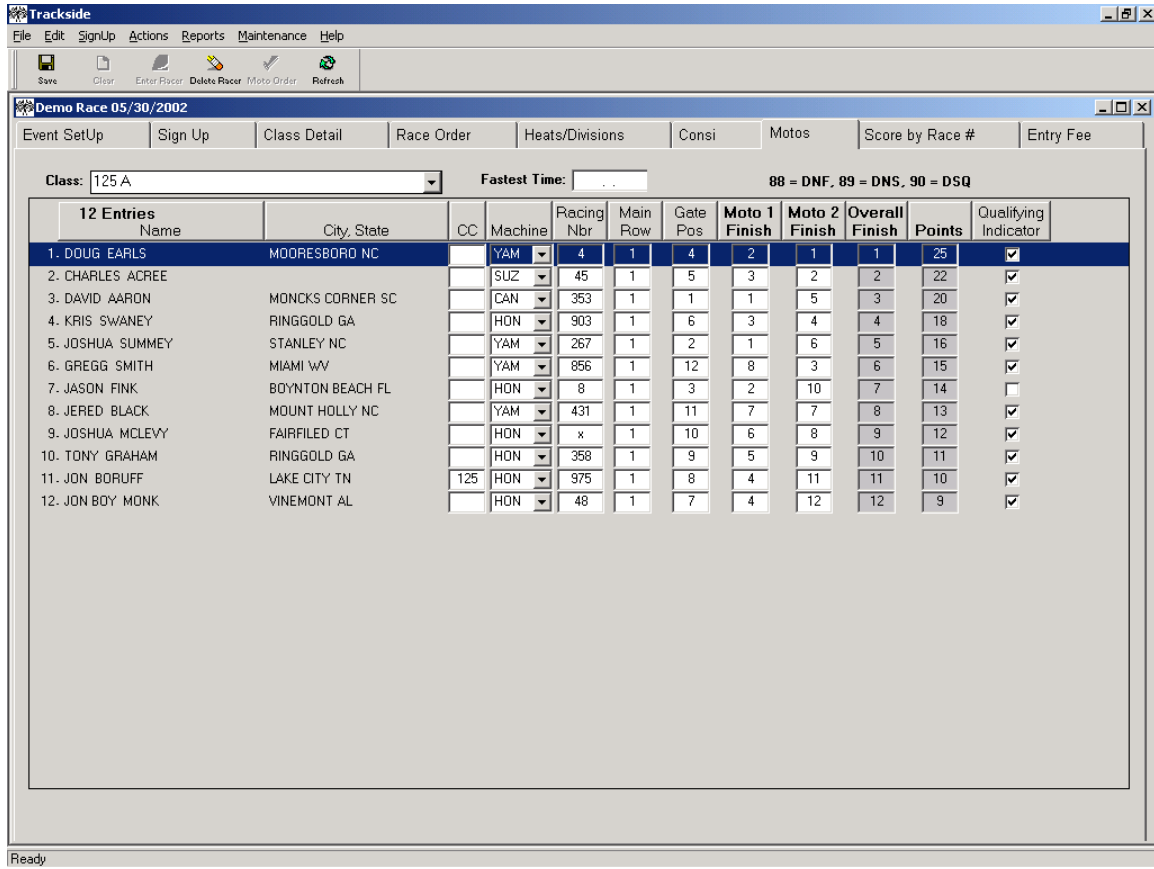 Trackside
File Edit SignUp Actions Reports Maintenance Help
Save Clear Enter Racer Delete Racer Moto Order Refresh
Demo Race 05/30/2002
Event SetUp Sign Up Class Detail Race Order Heats/Divisions Consi Motos Score by Race # Entry Fee
Class: 125 A Fastest Time: . . 88 = DNF, 89 = DNS, 90 = DSQ
12 Entries Racing Main Gate Moto 1 Moto 2 Overall Qualifying
Name City, State CC Machine Nbr Row Pos Finish Finish Finish Points Indicator
1. DOUG EARLS MOORESBORO NC YAM 4 1 4 2 1 1 25
2. CHARLES ACREE SUZ 45 1 5 3 2 2 22
3. DAVID AARON MONCKS CORNER SC CAN 353 1 1 1 5 3 20
4. KRIS SWANEY RINGGOLD GA HON 903 1 6 3 4 4 18
5. JOSHUA SUMMEY STANLEY NC YAM 267 1 2 1 6 5 16
6. GREGG SMITH MIAMI WV YAM 856 1 12 8 3 6 15
7. JASON FINK BOYNTON BEACH FL HON 8 1 3 2 10 7 14
8. JERED BLACK MOUNT HOLLY NC YAM 431 1 11 7 7 8 13
9. JOSHUA MCLEVY FAIRFILED CT HON x 1 10 6 8 9 12
10. TONY GRAHAM RINGGOLD GA HON 358 1 9 5 9 10 11
11. JON BORUFF LAKE CITY TN 125 HON 975 1 8 4 11 11 10
12. JON BOY MONK VINEMONT AL HON 48 1 7 4 12 12 9
Ready